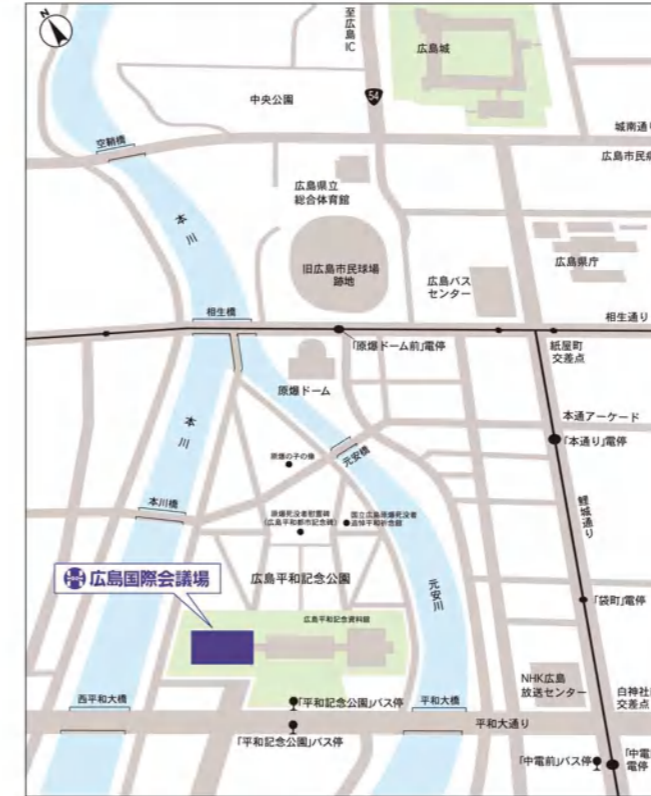 N
至広島IC
広島城
54
中央公園
城南通り
空鞘橋
広島市民病
広島県立
総合体育館
本川
旧広島市民球場
跡地
広島バス
センター
広島県庁
相生橋
相生通り
「原爆ドーム前」電停
紙屋町
交差点
原爆ドーム
本川
本通アーケード
「本通り」電停
元安橋
原爆の子の像
本川橋
原爆死没者慰霊碑
(広島平和都市記念碑)
国立広島原爆死没者
追悼平和祈念館
鯉城通り
広島国際会議場
広島平和記念公園
元安川
「袋町」電停
広島平和記念資料館
NHK広島
放送センター
白神社
交差点
西平和大橋
「平和記念公園」バス停
平和大橋
平和大通り
「平和記念公園」バス停
「中電前」バス停
「中電
電停